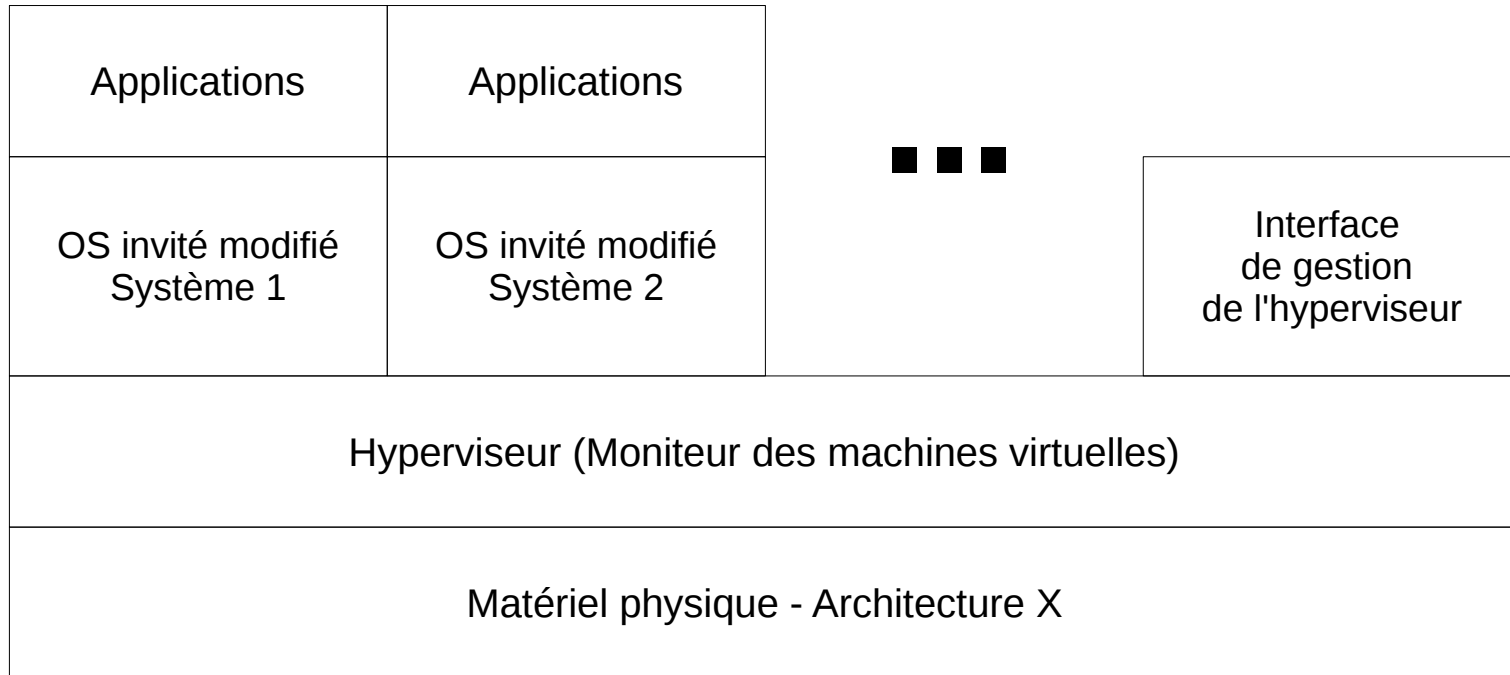 Applications
Applications
OS invité modifié
Système 1
OS invité modifié
Système 2
Interface
de gestion
de l'hyperviseur
Hyperviseur (Moniteur des machines virtuelles)
Matériel physique - Architecture X